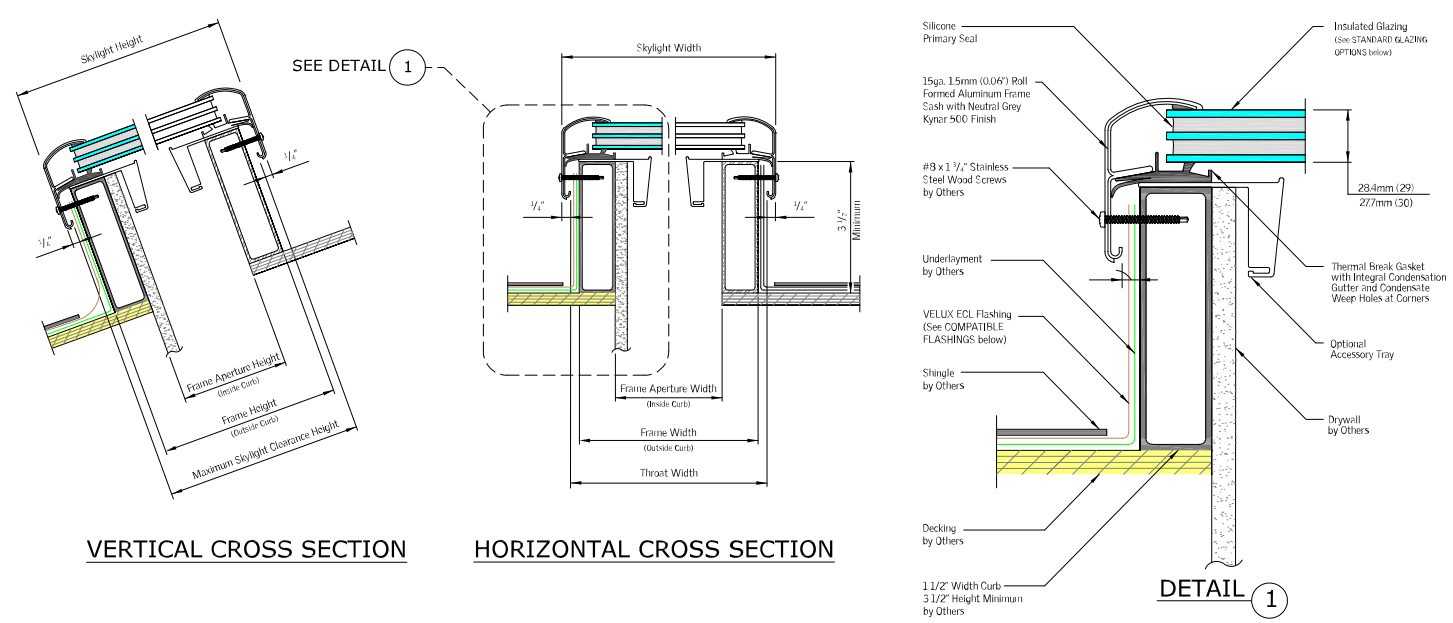 Skylight Height
1/4"
1/4"
Frame Aperture Height
(Inside Curb)
Frame Height
(Outside Curb)
Maximum Skylight Clearance Height
VERTICAL CROSS SECTION
SEE DETAIL 1
Skylight Width
1/4"
1/4"
3 1/2"
Minimum
Frame Aperture Width
(Inside Curb)
Frame Width
(Outside Curb)
Throat Width
HORIZONTAL CROSS SECTION
Silicone
Primary Seal
15ga. 1.5mm (0.06") Roll
Formed Aluminum Frame
Sash with Neutral Grey
Kynar 500 Finish
#8 x 1 3/4" Stainless
Steel Wood Screws
by Others
Underlayment
by Others
VELUX ECL Flashing
(See COMPATIBLE
FLASHINGS below)
Shingle
by Others
Decking
by Others
1 1/2" Width Curb
3 1/2" Height Minimum
by Others
Insulated Glazing
(See STANDARD GLAZING
OPTIONS below)
28.4mm (29)
27.7mm (30)
Thermal Break Gasket
with Integral Condensation
Gutter and Condensate
Weep Holes at Corners
Optional
Accessory Tray
Drywall
by Others
DETAIL 1